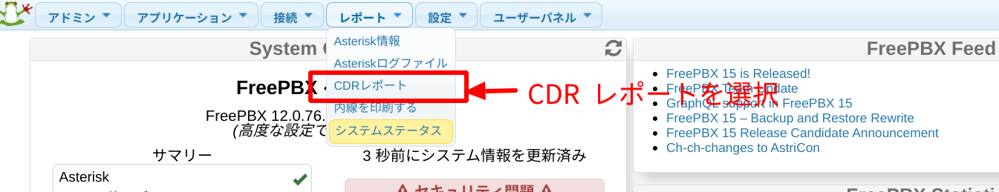 アドミン
アプリケーション
接続
レポート
設定
ユーザーパネル
System
Asterisk情報
Asteriskログファイル
CDRレポート
内線を印刷する
システムステータス
CDR レポートを選択
FreePBX
FreePBX 12.0.76.
(高度な設定で
サマリー
3 秒前にシステム情報を更新済み
Asterisk
セキュリティ問題
FreePBX Feed
FreePBX 15 is Released!
FreePBX Team Update
GraphQL support in FreePBX 15
FreePBX 15 – Backup and Restore Rewrite
FreePBX 15 Release Candidate Announcement
Ch-ch-changes to AstriCon
FreePBX Statisti